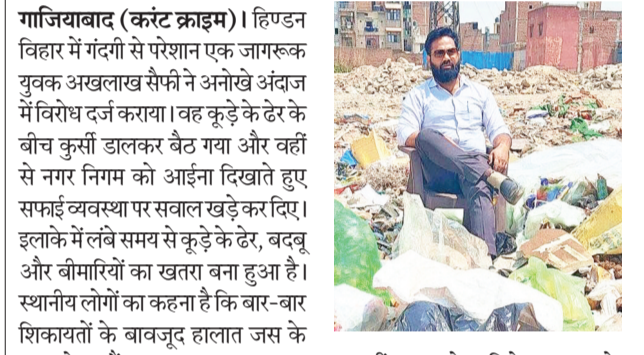 गाजियाबाद (करंट क्राइम)। हिण्डन
विहार में गंदगी से परेशान एक जागरूक
युवक अखलाख सैफी ने अनोखे अंदाज
में विरोध दर्ज कराया। वह कूड़े के ढेर के
बीच कुर्सी डालकर बैठ गया और वहीं
से नगर निगम को आईना दिखाते हुए
सफाई व्यवस्था पर सवाल खड़े कर दिए।
इलाके में लंबे समय से कूड़े के ढेर, बदबू
और बीमारियों का खतरा बना हुआ है।
स्थानीय लोगों का कहना है कि बार-बार
शिकायतों के बावजूद हालात जस के